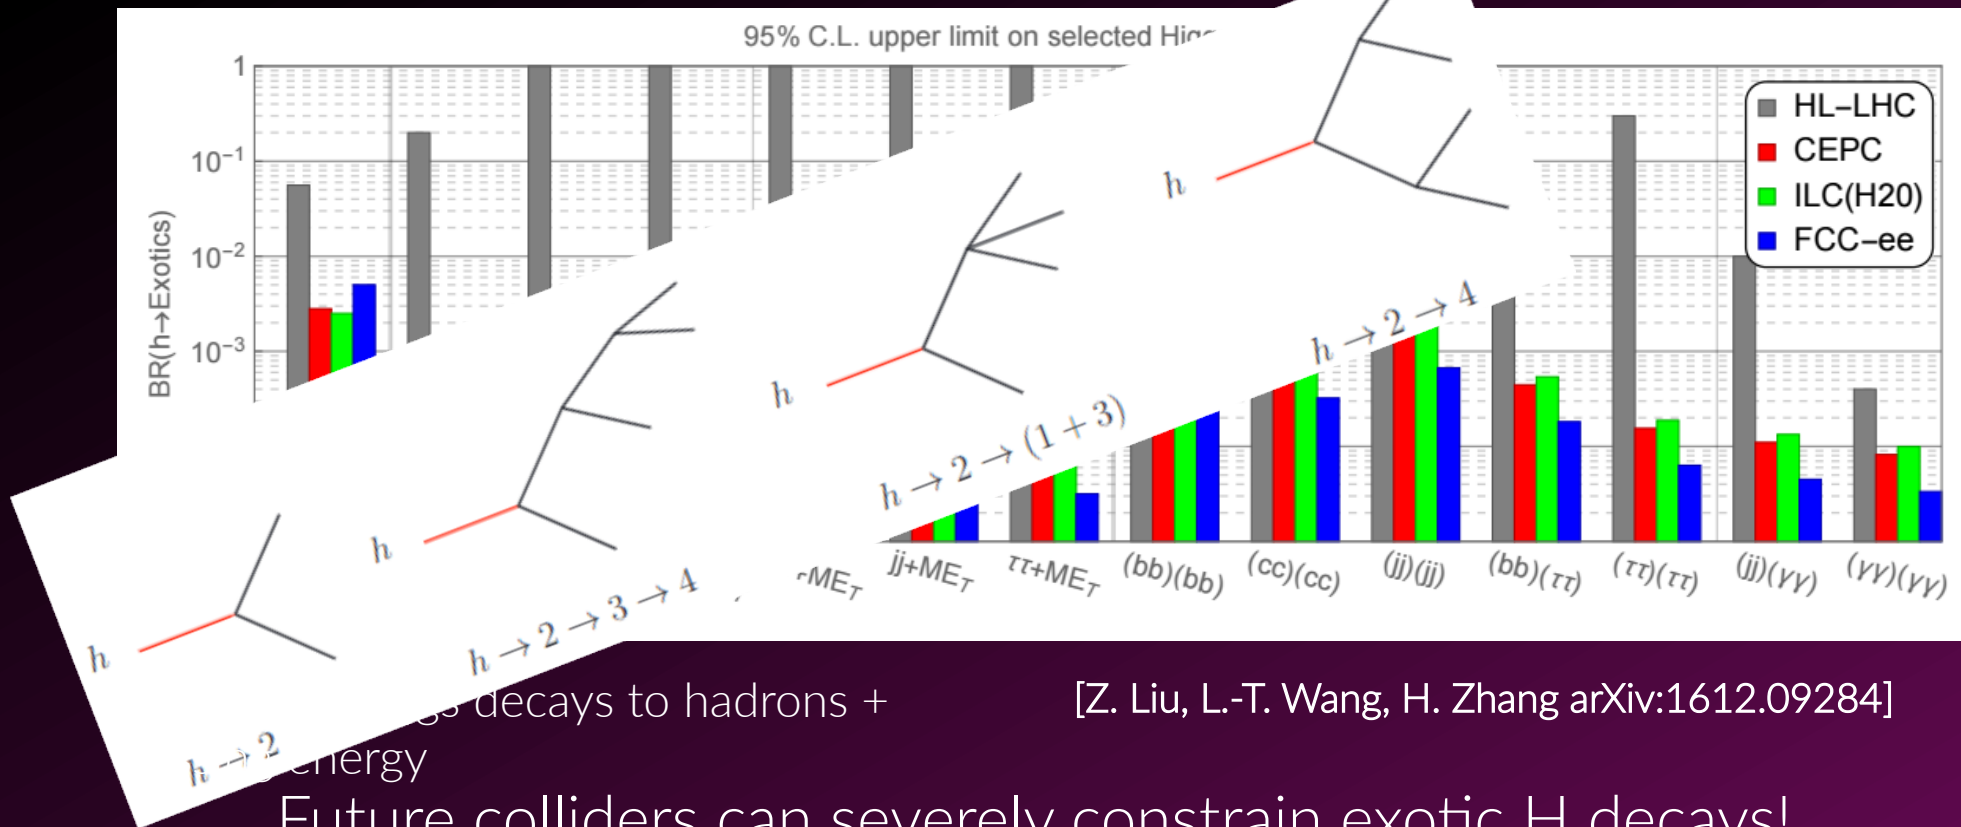 95% C.L. upper limit on selected
1
10⁻¹
10⁻²
10⁻³
BR(h→Exotics)
HL-LHC
CEPC
ILC(H20)
FCC-ee
h
h
h
h
h → 2 → 4
h → 2 → (1 + 3)
h → 2 → 3 → 4
h → 2
jj+MET
ττ+MET
(bb)(bb)
(cc)(cc)
(jj)(jj)
(bb)(ττ)
(ττ)(ττ)
(jj)(γγ)
(γγ)(γγ)
decays to hadrons +
[Z. Liu, L.-T. Wang, H. Zhang arXiv:1612.09284]
energy
Future colliders can severely constrain exotic H decays!